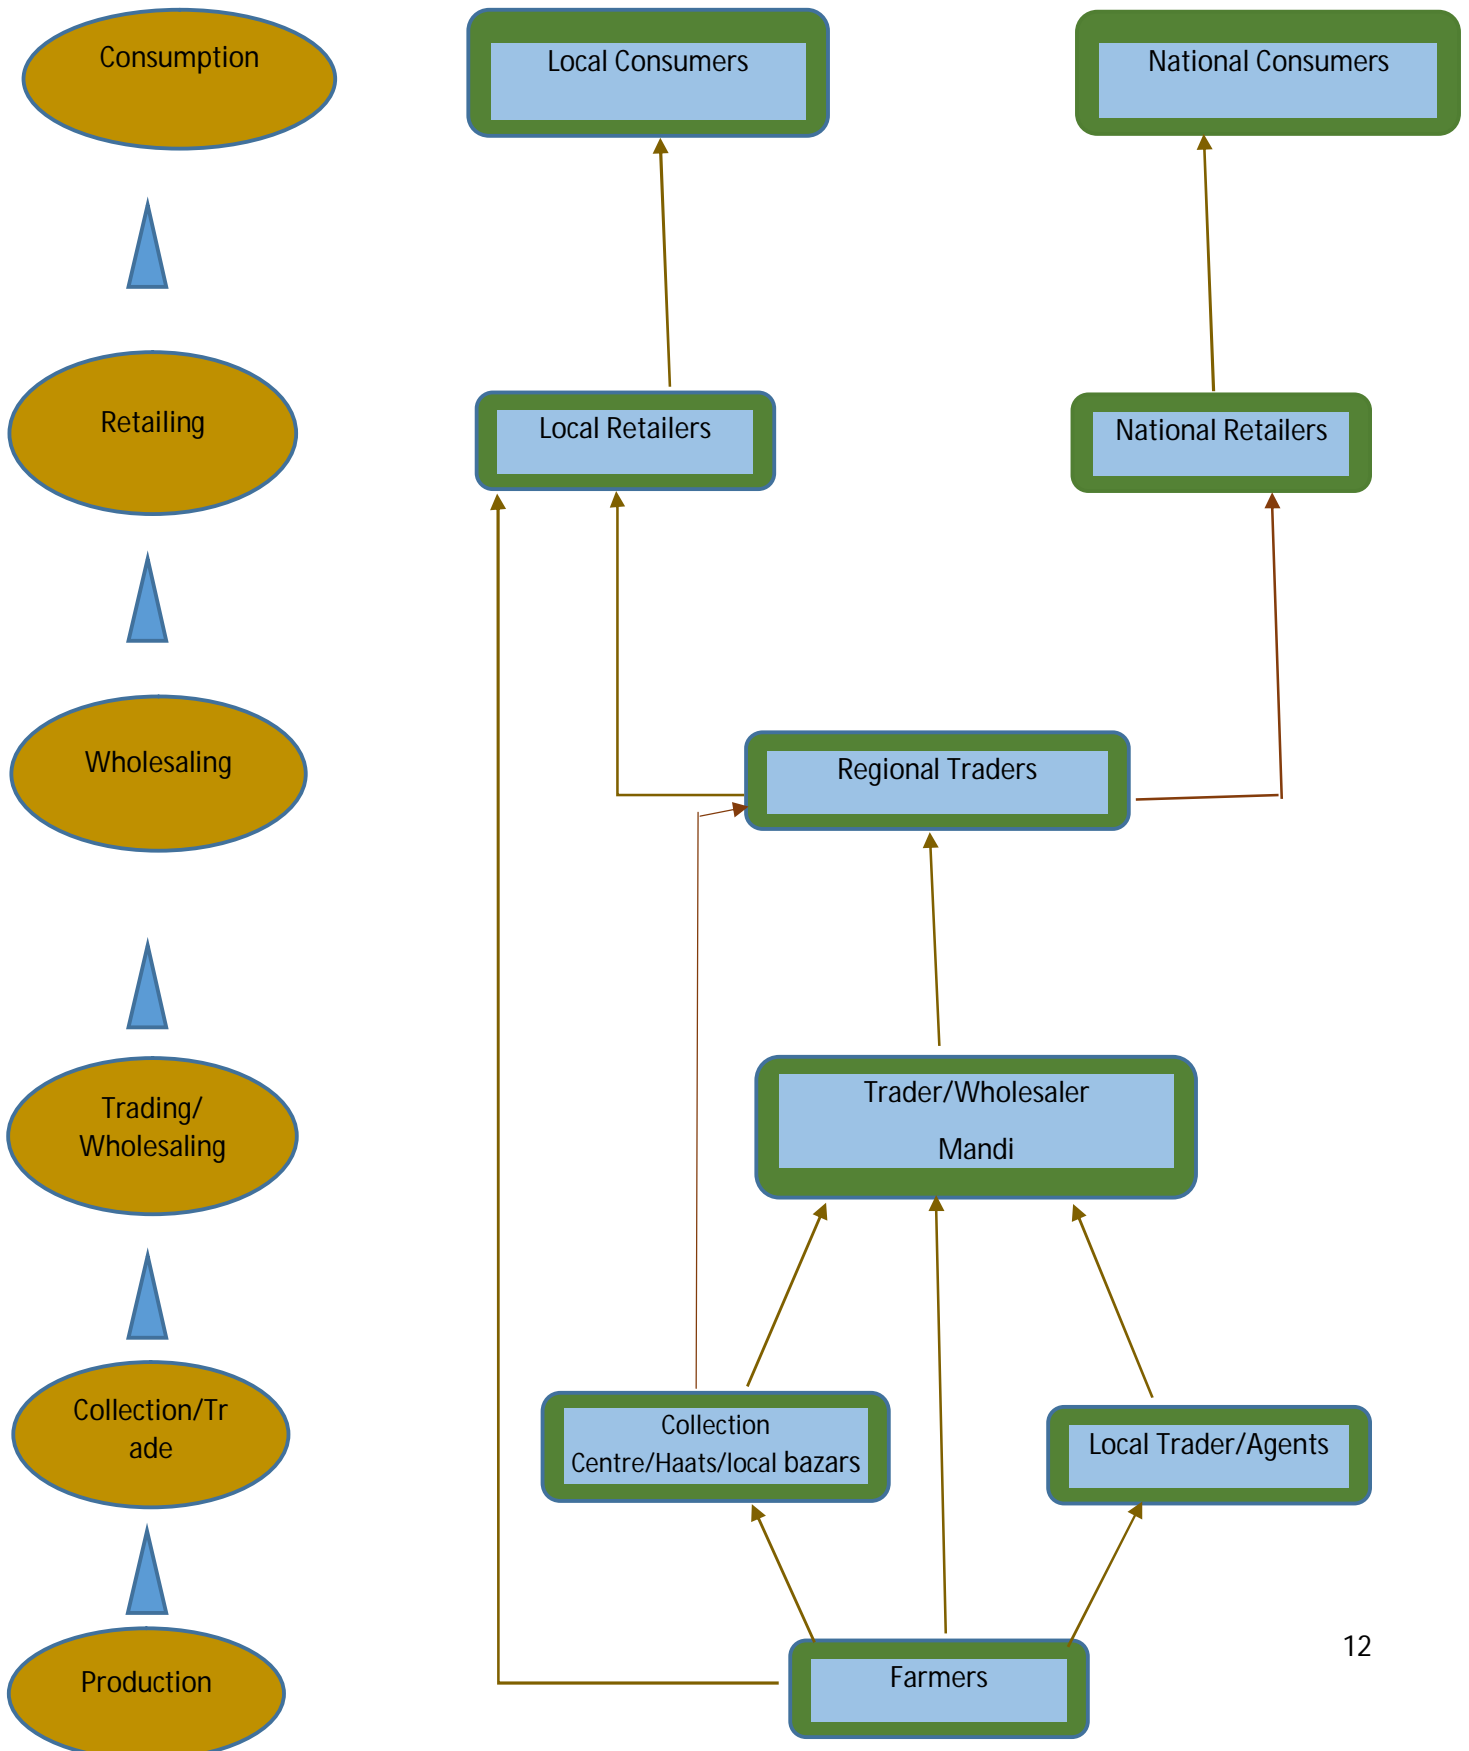 Consumption
Local Consumers
National Consumers
Retailing
Local Retailers
National Retailers
Wholesaling
Regional Traders
Trading/
Wholesaling
Trader/Wholesaler
Mandi
Collection/Tr
ade
Collection
Centre/Haats/local bazars
Local Trader/Agents
Production
Farmers
12